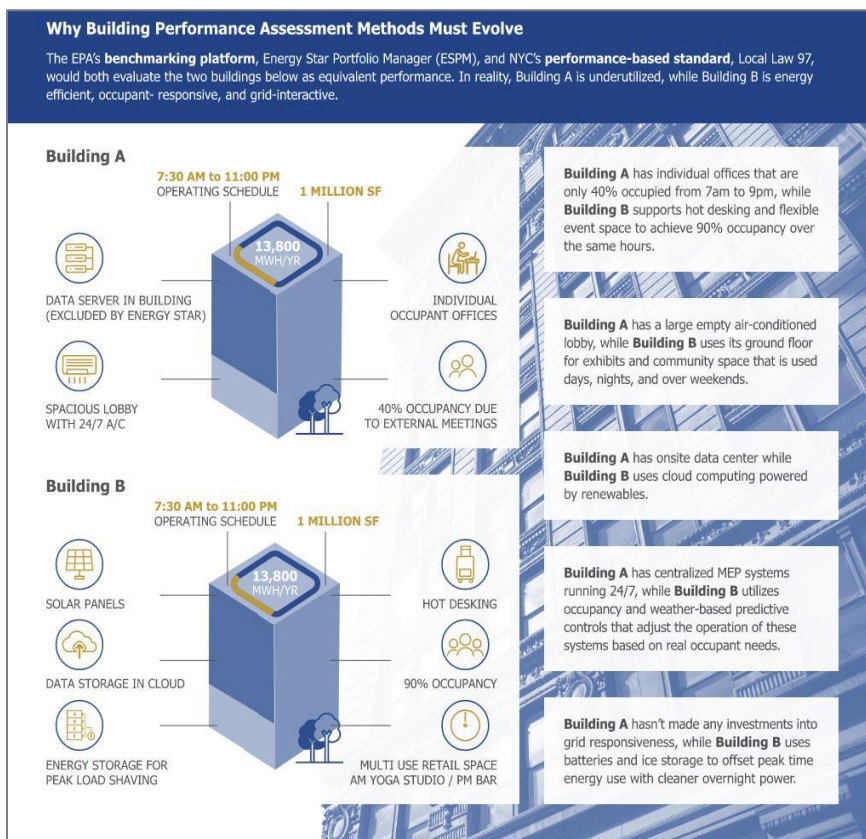 Why Building Performance Assessment Methods Must Evolve
The EPA's benchmarking platform, Energy Star Portfolio Manager (ESPM), and NYC's performance-based standard, Local Law 97,
would both evaluate the two buildings below as equivalent performance. In reality, Building A is underutilized, while Building B is energy
efficient, occupant- responsive, and grid-interactive.
Building A
7:30 AM to 11:00 PM
OPERATING SCHEDULE
1 MILLION SF
13,800
MWH/YR
DATA SERVER IN BUILDING
(EXCLUDED BY ENERGY STAR)
INDIVIDUAL
OCCUPANT OFFICES
SPACIOUS LOBBY
WITH 24/7 A/C
40% OCCUPANCY DUE
TO EXTERNAL MEETINGS
Building B
7:30 AM to 11:00 PM
OPERATING SCHEDULE
1 MILLION SF
13,800
MWH/YR
SOLAR PANELS
HOT DESKING
DATA STORAGE IN CLOUD
90% OCCUPANCY
ENERGY STORAGE FOR
PEAK LOAD SHAVING
MULTI USE RETAIL SPACE
AM YOGA STUDIO / PM BAR
Building A has individual offices that are
only 40% occupied from 7am to 9pm, while
Building B supports hot desking and flexible
event space to achieve 90% occupancy over
the same hours.
Building A has a large empty air-conditioned
lobby, while Building B uses its ground floor
for exhibits and community space that is used
days, nights, and over weekends.
Building A has onsite data center while
Building B uses cloud computing powered
by renewables.
Building A has centralized MEP systems
running 24/7, while Building B utilizes
occupancy and weather-based predictive
controls that adjust the operation of these
systems based on real occupant needs.
Building A hasn't made any investments into
grid responsiveness, while Building B uses
batteries and ice storage to offset peak time
energy use with cleaner overnight power.